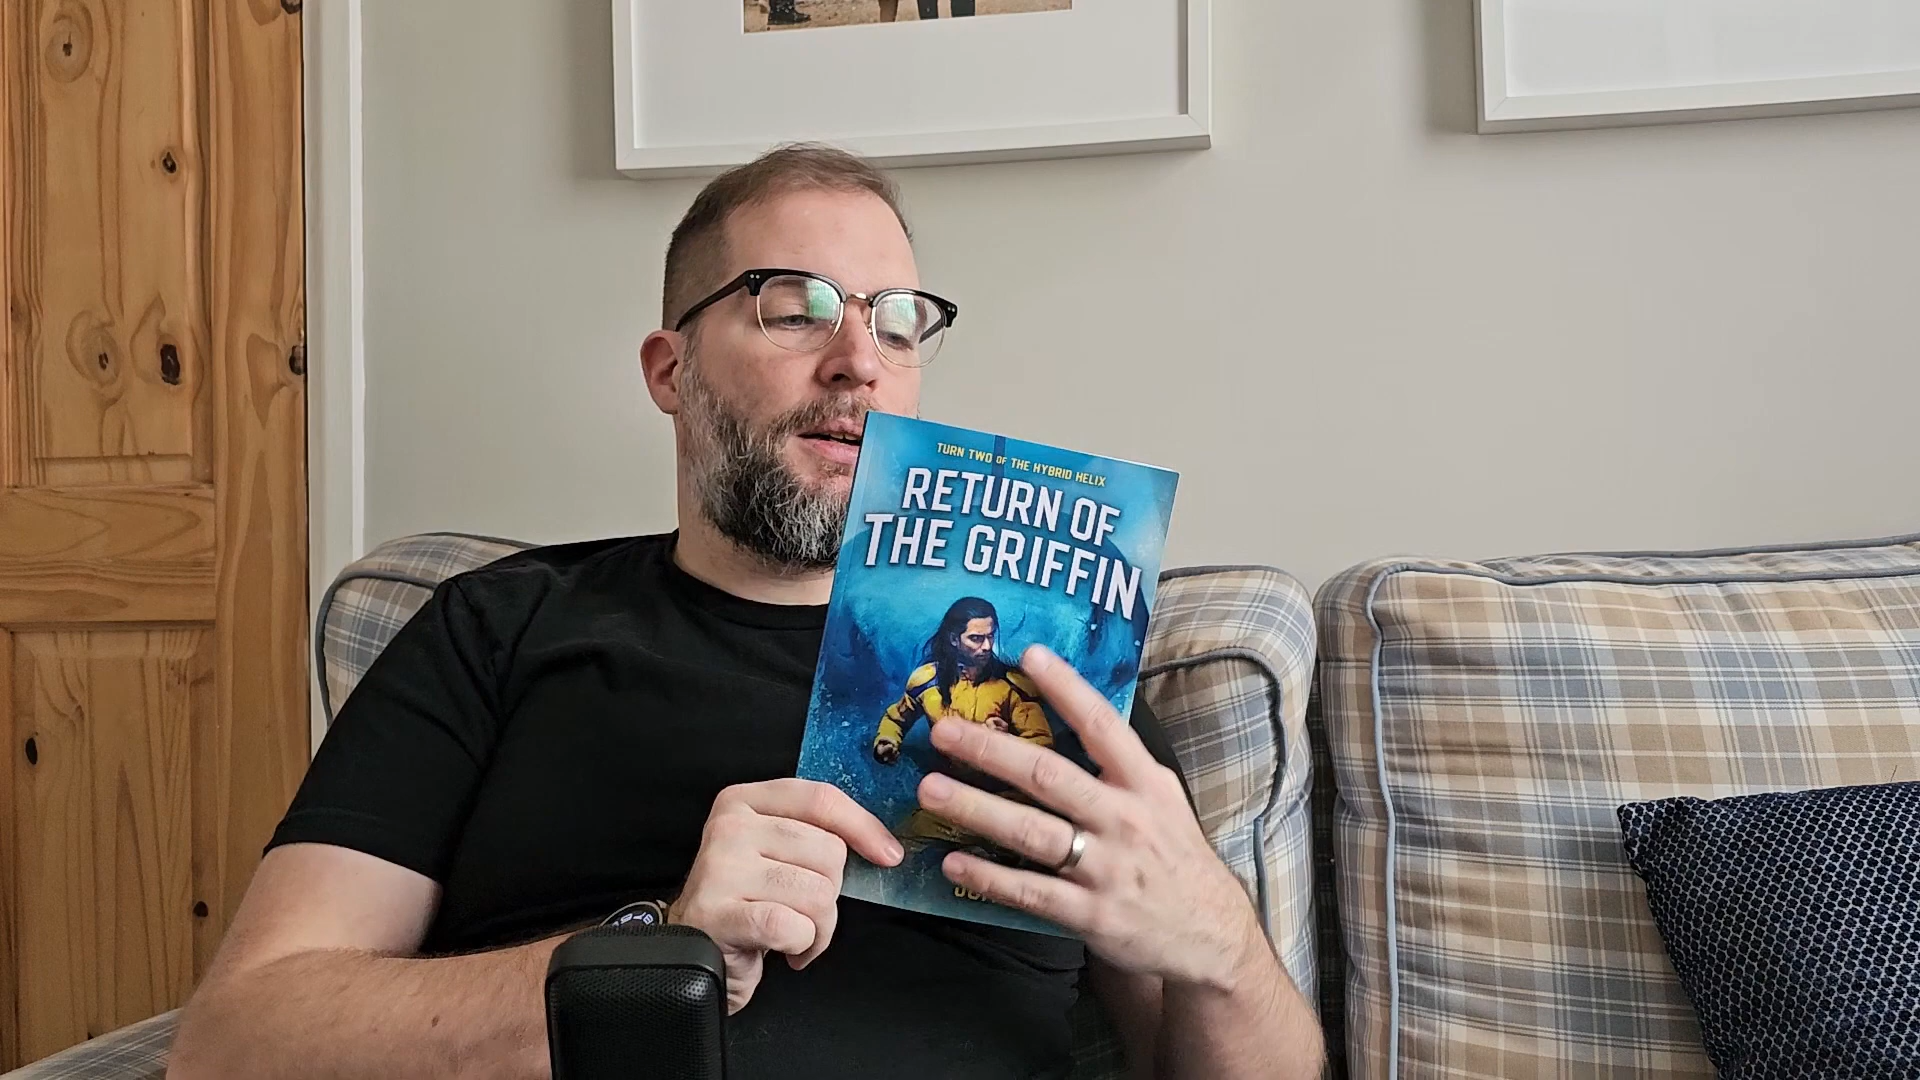 TURN TWO OF THE HYBRID HELIX
RETURN OF
THE GRIFFIN